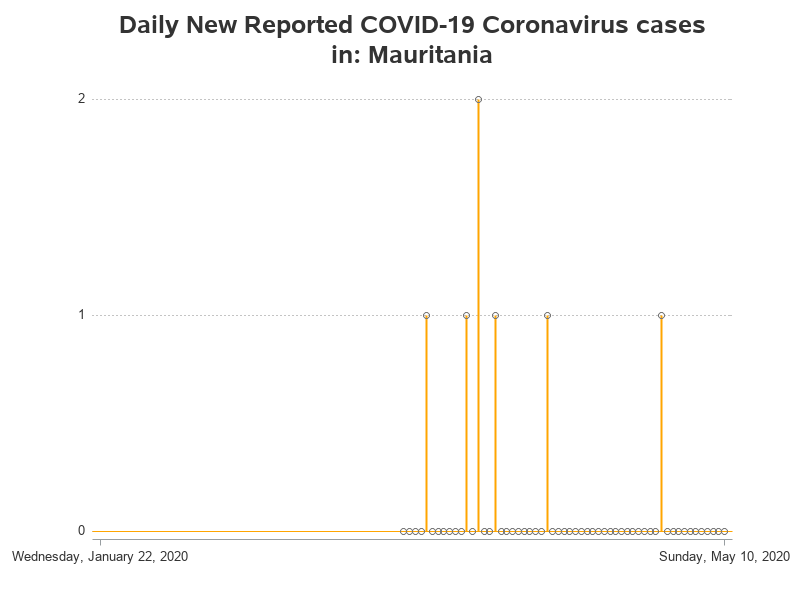 Daily New Reported COVID-19 Coronavirus cases
in: Mauritania
2
1
0
Wednesday, January 22, 2020
Sunday, May 10, 2020